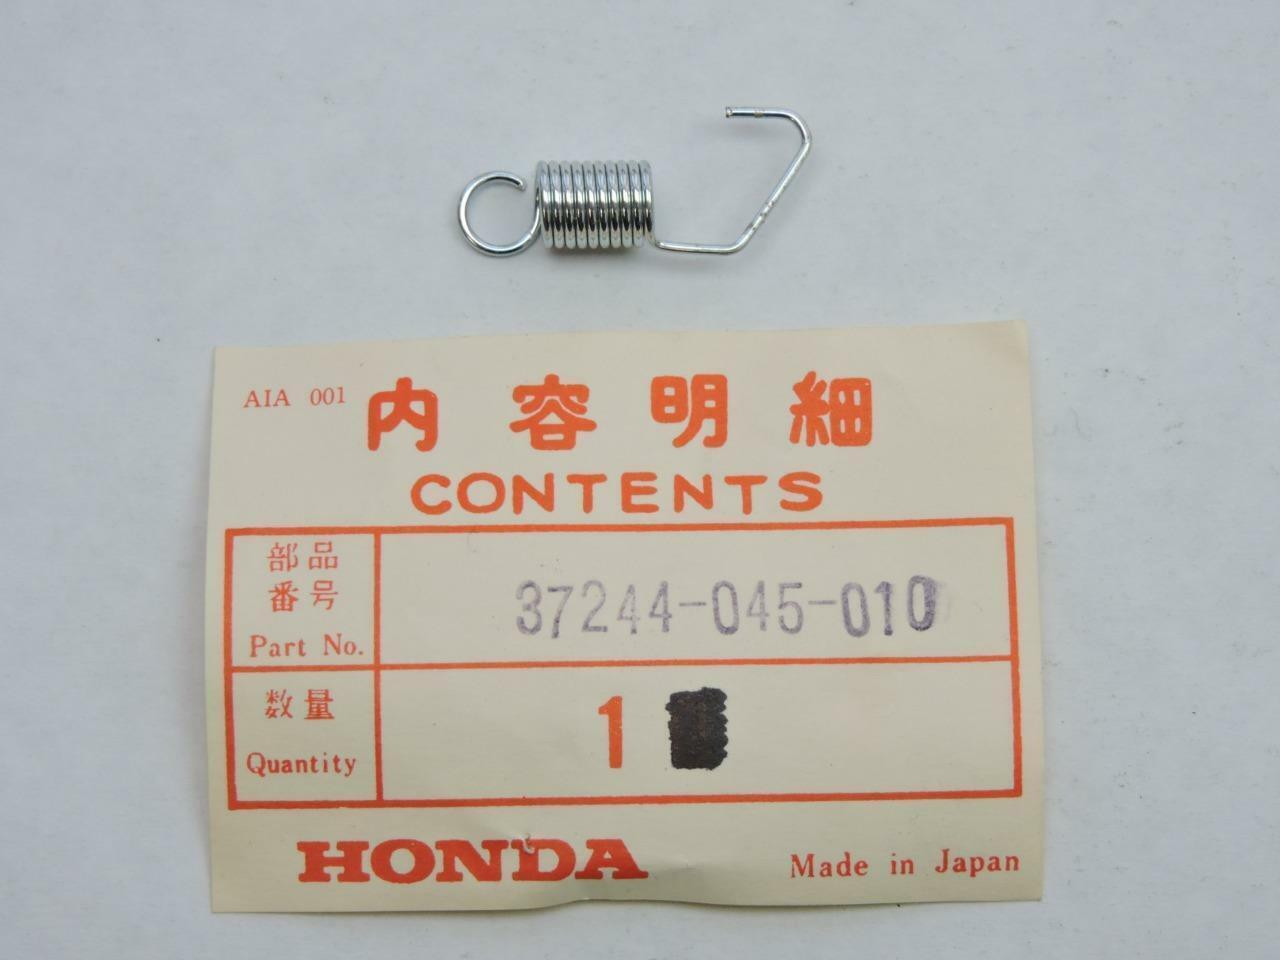 AIA 001 内容明細
CONTENTS
部品
番号
Part No.
37244-045-010
数量
Quantity
1
HONDA
Made in Japan